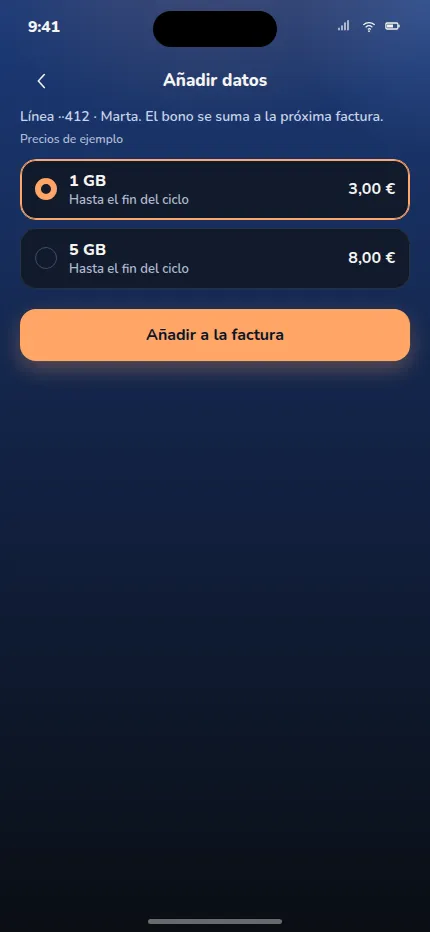 9:41
Añadir datos
Línea ··412 · Marta. El bono se suma a la próxima factura.
Precios de ejemplo
1 GB
Hasta el fin del ciclo
3,00 €
5 GB
Hasta el fin del ciclo
8,00 €
Añadir a la factura